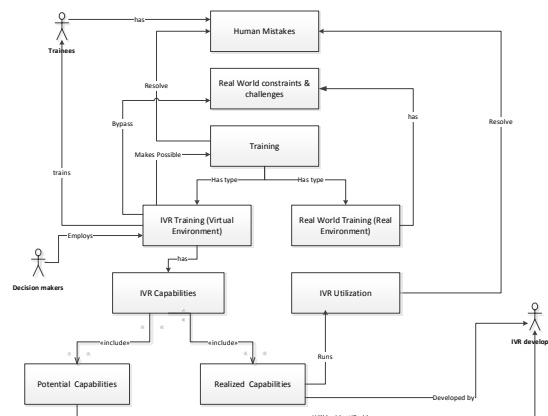 has
Human Mistakes
Trainees
Resolve
Real World constraints &
challenges
Bypass
has
Resolve
Training
Makes Possible
trains
Has type
Has type
IVR Training (Virtual
Environment)
Real World Training (Real
Environment)
Employs
Decision makers
has
IVR Capabilities
IVR Utilization
IVR develop
«include»
«include»
Runs
Potential Capabilities
Realized Capabilities
Developed by